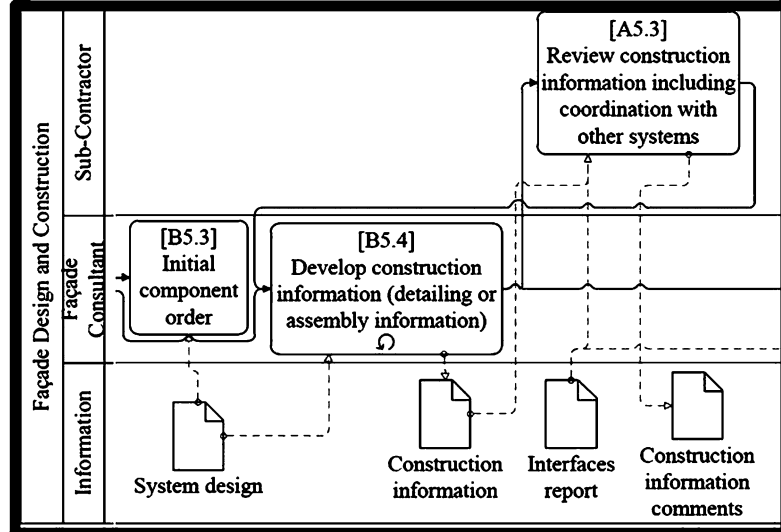 Façade Design and Construction
Sub-Contractor
[A5.3]
Review construction
information including
coordination with
other systems
Façade
Consultant
[B5.3]
Initial
component
order
[B5.4]
Develop construction
information (detailing or
assembly information)
Information
System design
Construction
information
Interfaces
report
Construction
information
comments